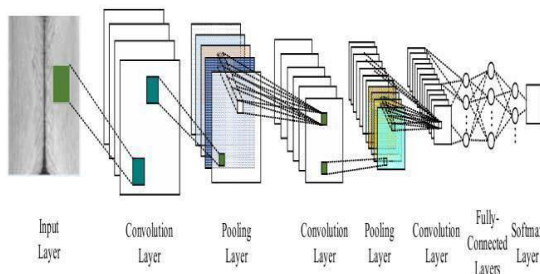 Input
Layer
Convolution
Layer
Pooling
Layer
Convolution
Layer
Pooling
Layer
Convolution
Layer
Fully-
Connected
Layers
Softmax
Layer